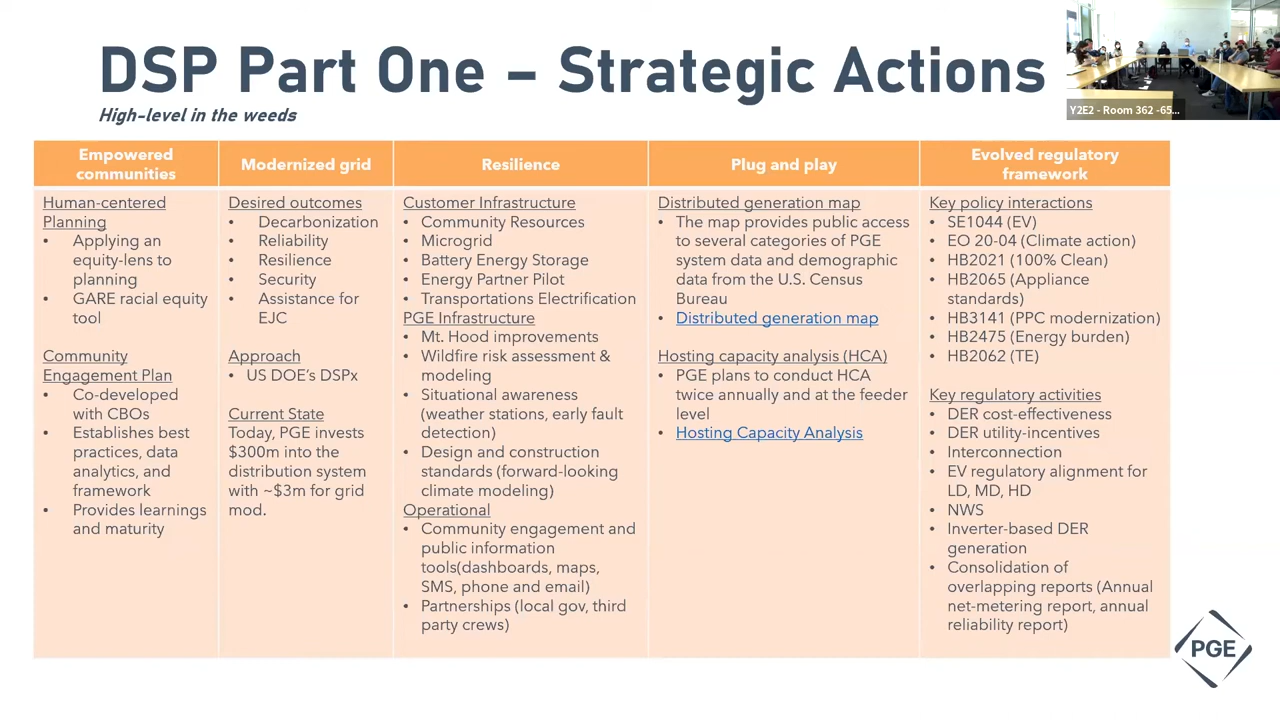 DSP Part One – Strategic Actions
High-level in the weeds
Y2E2 - Room 362 -65...
Empowered
communities
Human-centered
Planning
• Applying an
equity-lens to
planning
• GARE racial equity
tool
Community
Engagement Plan
• Co-developed
with CBOs
• Establishes best
practices, data
analytics, and
framework
• Provides learnings
and maturity
Modernized grid
Desired outcomes
• Decarbonization
• Reliability
• Resilience
• Security
• Assistance for
EJC
Approach
• US DOE's DSPx
Current State
Today, PGE invests
$300m into the
distribution system
with ~$3m for grid
mod.
Resilience
Customer Infrastructure
• Community Resources
• Microgrid
• Battery Energy Storage
• Energy Partner Pilot
• Transportations Electrification
PGE Infrastructure
• Mt. Hood improvements
• Wildfire risk assessment &
modeling
• Situational awareness
(weather stations, early fault
detection)
• Design and construction
standards (forward-looking
climate modeling)
Operational
• Community engagement and
public information
tools(dashboards, maps,
SMS, phone and email)
• Partnerships (local gov, third
party crews)
Plug and play
Distributed generation map
• The map provides public access
to several categories of PGE
system data and demographic
data from the U.S. Census
Bureau
• Distributed generation map
Hosting capacity analysis (HCA)
• PGE plans to conduct HCA
twice annually and at the feeder
level
• Hosting Capacity Analysis
Evolved regulatory
framework
Key policy interactions
• SE1044 (EV)
• EO 20-04 (Climate action)
• HB2021 (100% Clean)
• HB2065 (Appliance
standards)
• HB3141 (PPC modernization)
• HB2475 (Energy burden)
• HB2062 (TE)
Key regulatory activities
• DER cost-effectiveness
• DER utility-incentives
• Interconnection
• EV regulatory alignment for
LD, MD, HD
• NWS
• Inverter-based DER
generation
• Consolidation of
overlapping reports (Annual
net-metering report, annual
reliability report)
PGE